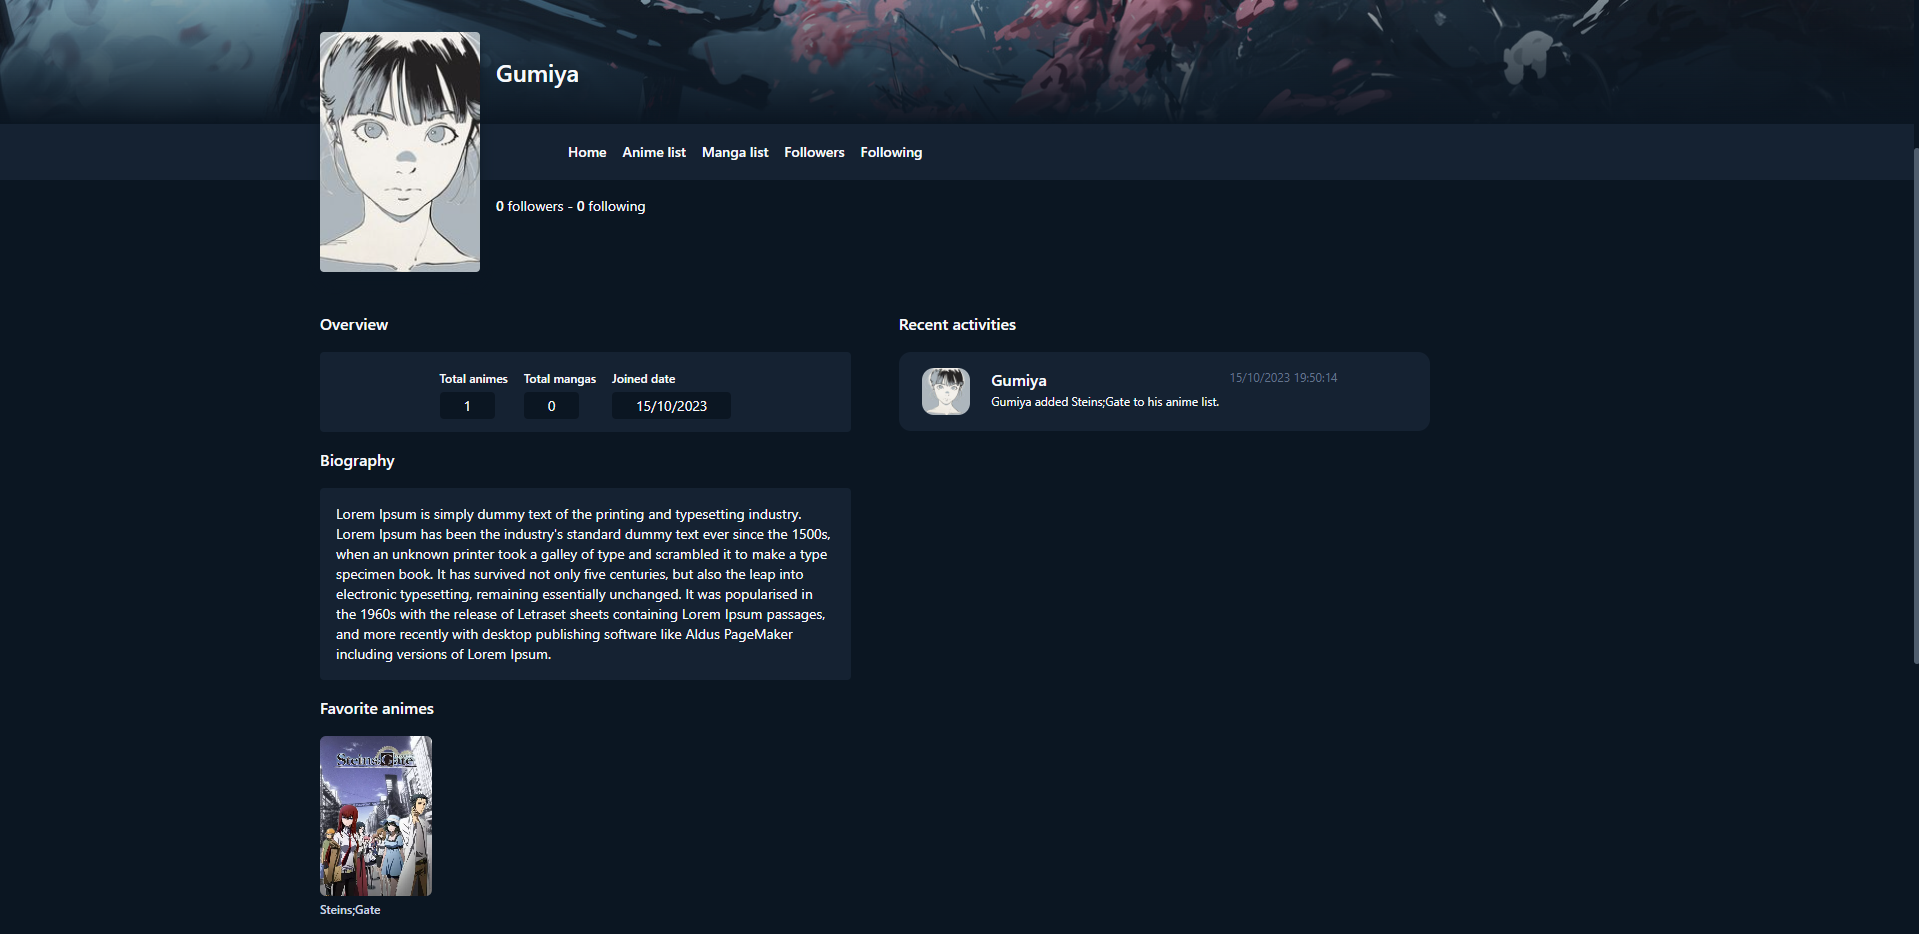 Gumiya
Home Anime list Manga list Followers Following
0 followers - 0 following
Overview
Total animes Total mangas Joined date
1 0 15/10/2023
Biography
Lorem Ipsum is simply dummy text of the printing and typesetting industry.
Lorem Ipsum has been the industry's standard dummy text ever since the 1500s,
when an unknown printer took a galley of type and scrambled it to make a type
specimen book. It has survived not only five centuries, but also the leap into
electronic typesetting, remaining essentially unchanged. It was popularised in
the 1960s with the release of Letraset sheets containing Lorem Ipsum passages,
and more recently with desktop publishing software like Aldus PageMaker
including versions of Lorem Ipsum.
Favorite animes
Steins;Gate
Steins;Gate
Recent activities
Gumiya 15/10/2023 19:50:14
Gumiya added Steins;Gate to his anime list.